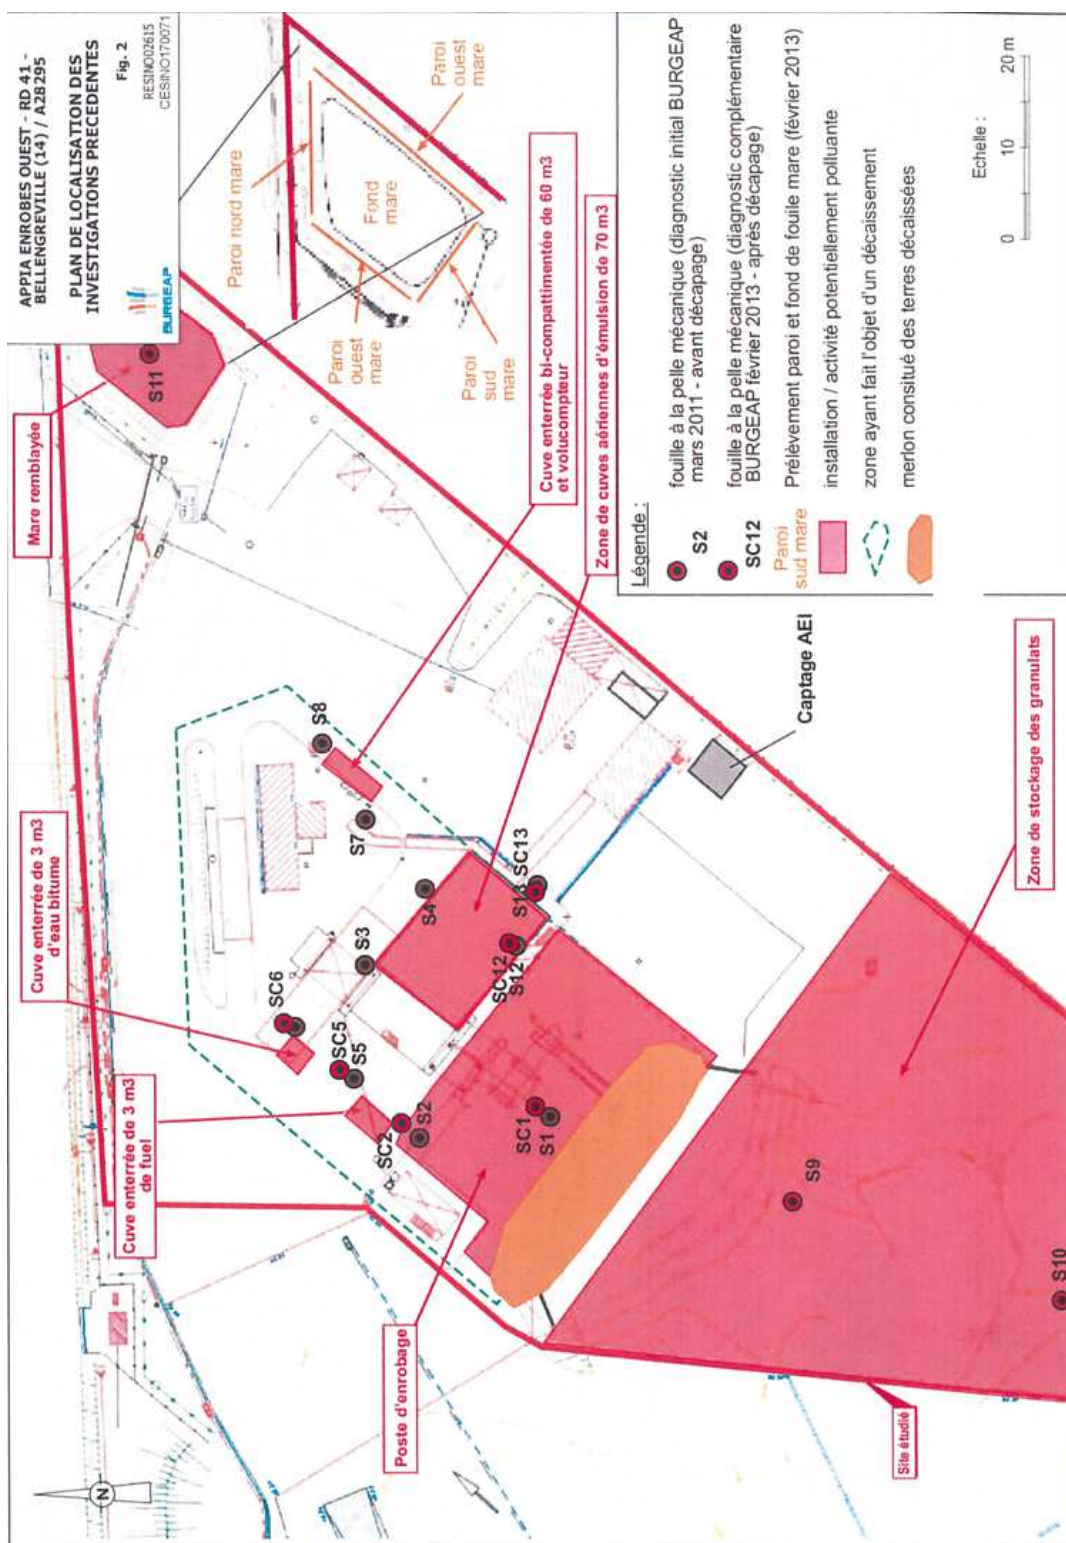 APPIA ENROBES OUEST - RD 41 -
BELLENGREVILLE (14) / A28295
PLAN DE LOCALISATION DES
INVESTIGATIONS PRECEDENTES
Fig. 2
RESINO02615
CESINO170071
BURGEAP
Mare remblayée
S11
Paroi nord mare
Paroi
ouest
mare
Fond
mare
Paroi
ouest
mare
Paroi
sud
mare
Cuve enterrée bi-compattimentée de 60 m3
et volucompteur
Zone de cuves aériennes d'émulsion de 70 m3
Cuve enterrée de 3 m3
d'eau bitume
Cuve enterrée de 3 m3
de fuel
S8
S7
S4
S3
SC6
SC5
S5
SC2
S2
SC13
S13
SC12
S12
SC1
S1
Captage AEI
Poste d'enrobage
Zone de stockage des granulats
S9
S10
Site étudié
N
Légende :
S2
fouille à la pelle mécanique (diagnostic initial BURGEAP
mars 2011 - avant décapage)
SC12
fouille à la pelle mécanique (diagnostic complémentaire
BURGEAP février 2013 - après décapage)
Paroi
sud mare
Prélèvement paroi et fond de fouile mare (février 2013)
installation / activité potentiellement polluante
zone ayant fait l'objet d'un décaissement
merlon consitué des terres décaissées
Echelle :
0 10 20 m